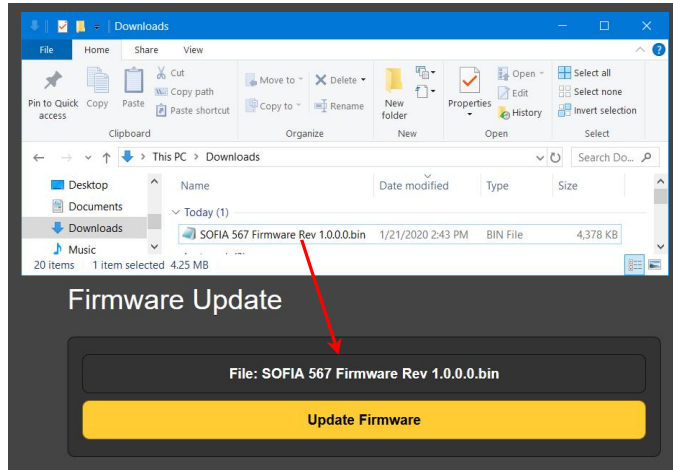 Downloads
File Home Share View
Pin to Quick access
Copy
Paste
Cut
Copy path
Paste shortcut
Clipboard
Move to
Copy to
Delete
Rename
Organize
New folder
New
Properties
Open
Edit
History
Open
Select all
Select none
Invert selection
Select
This PC > Downloads
Search Do...
Desktop
Documents
Downloads
Music
Name Date modified Type Size
Today (1)
SOFIA 567 Firmware Rev 1.0.0.0.bin 1/21/2020 2:43 PM BIN File 4,378 KB
20 items 1 item selected 4.25 MB
Firmware Update
File: SOFIA 567 Firmware Rev 1.0.0.0.bin
Update Firmware